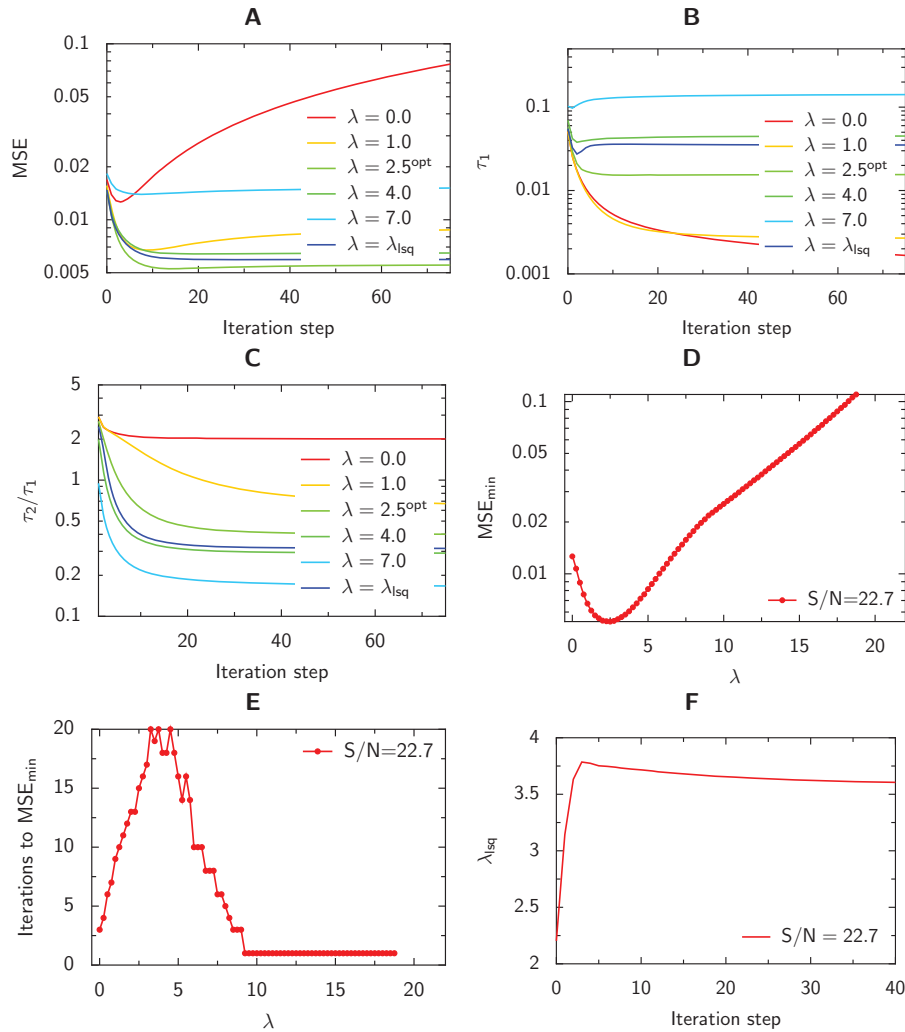 A
MSE
0.1
0.05
0.02
0.01
0.005
0
20
40
60
Iteration step
λ = 0.0
λ = 1.0
λ = 2.5opt
λ = 4.0
λ = 7.0
λ = λlsq
B
τ1
0.1
0.01
0.001
0
20
40
60
Iteration step
λ = 0.0
λ = 1.0
λ = 2.5opt
λ = 4.0
λ = 7.0
λ = λlsq
C
τ2/τ1
5
2
1
0.5
0.2
0.1
20
40
60
Iteration step
λ = 0.0
λ = 1.0
λ = 2.5opt
λ = 4.0
λ = 7.0
λ = λlsq
D
MSEmin
0.1
0.04
0.02
0.01
0
5
10
15
20
λ
S/N=22.7
E
Iterations to MSEmin
20
15
10
5
0
0
5
10
15
20
λ
S/N=22.7
F
λlsq
4
3.5
3
2.5
2
0
10
20
30
40
Iteration step
S/N = 22.7